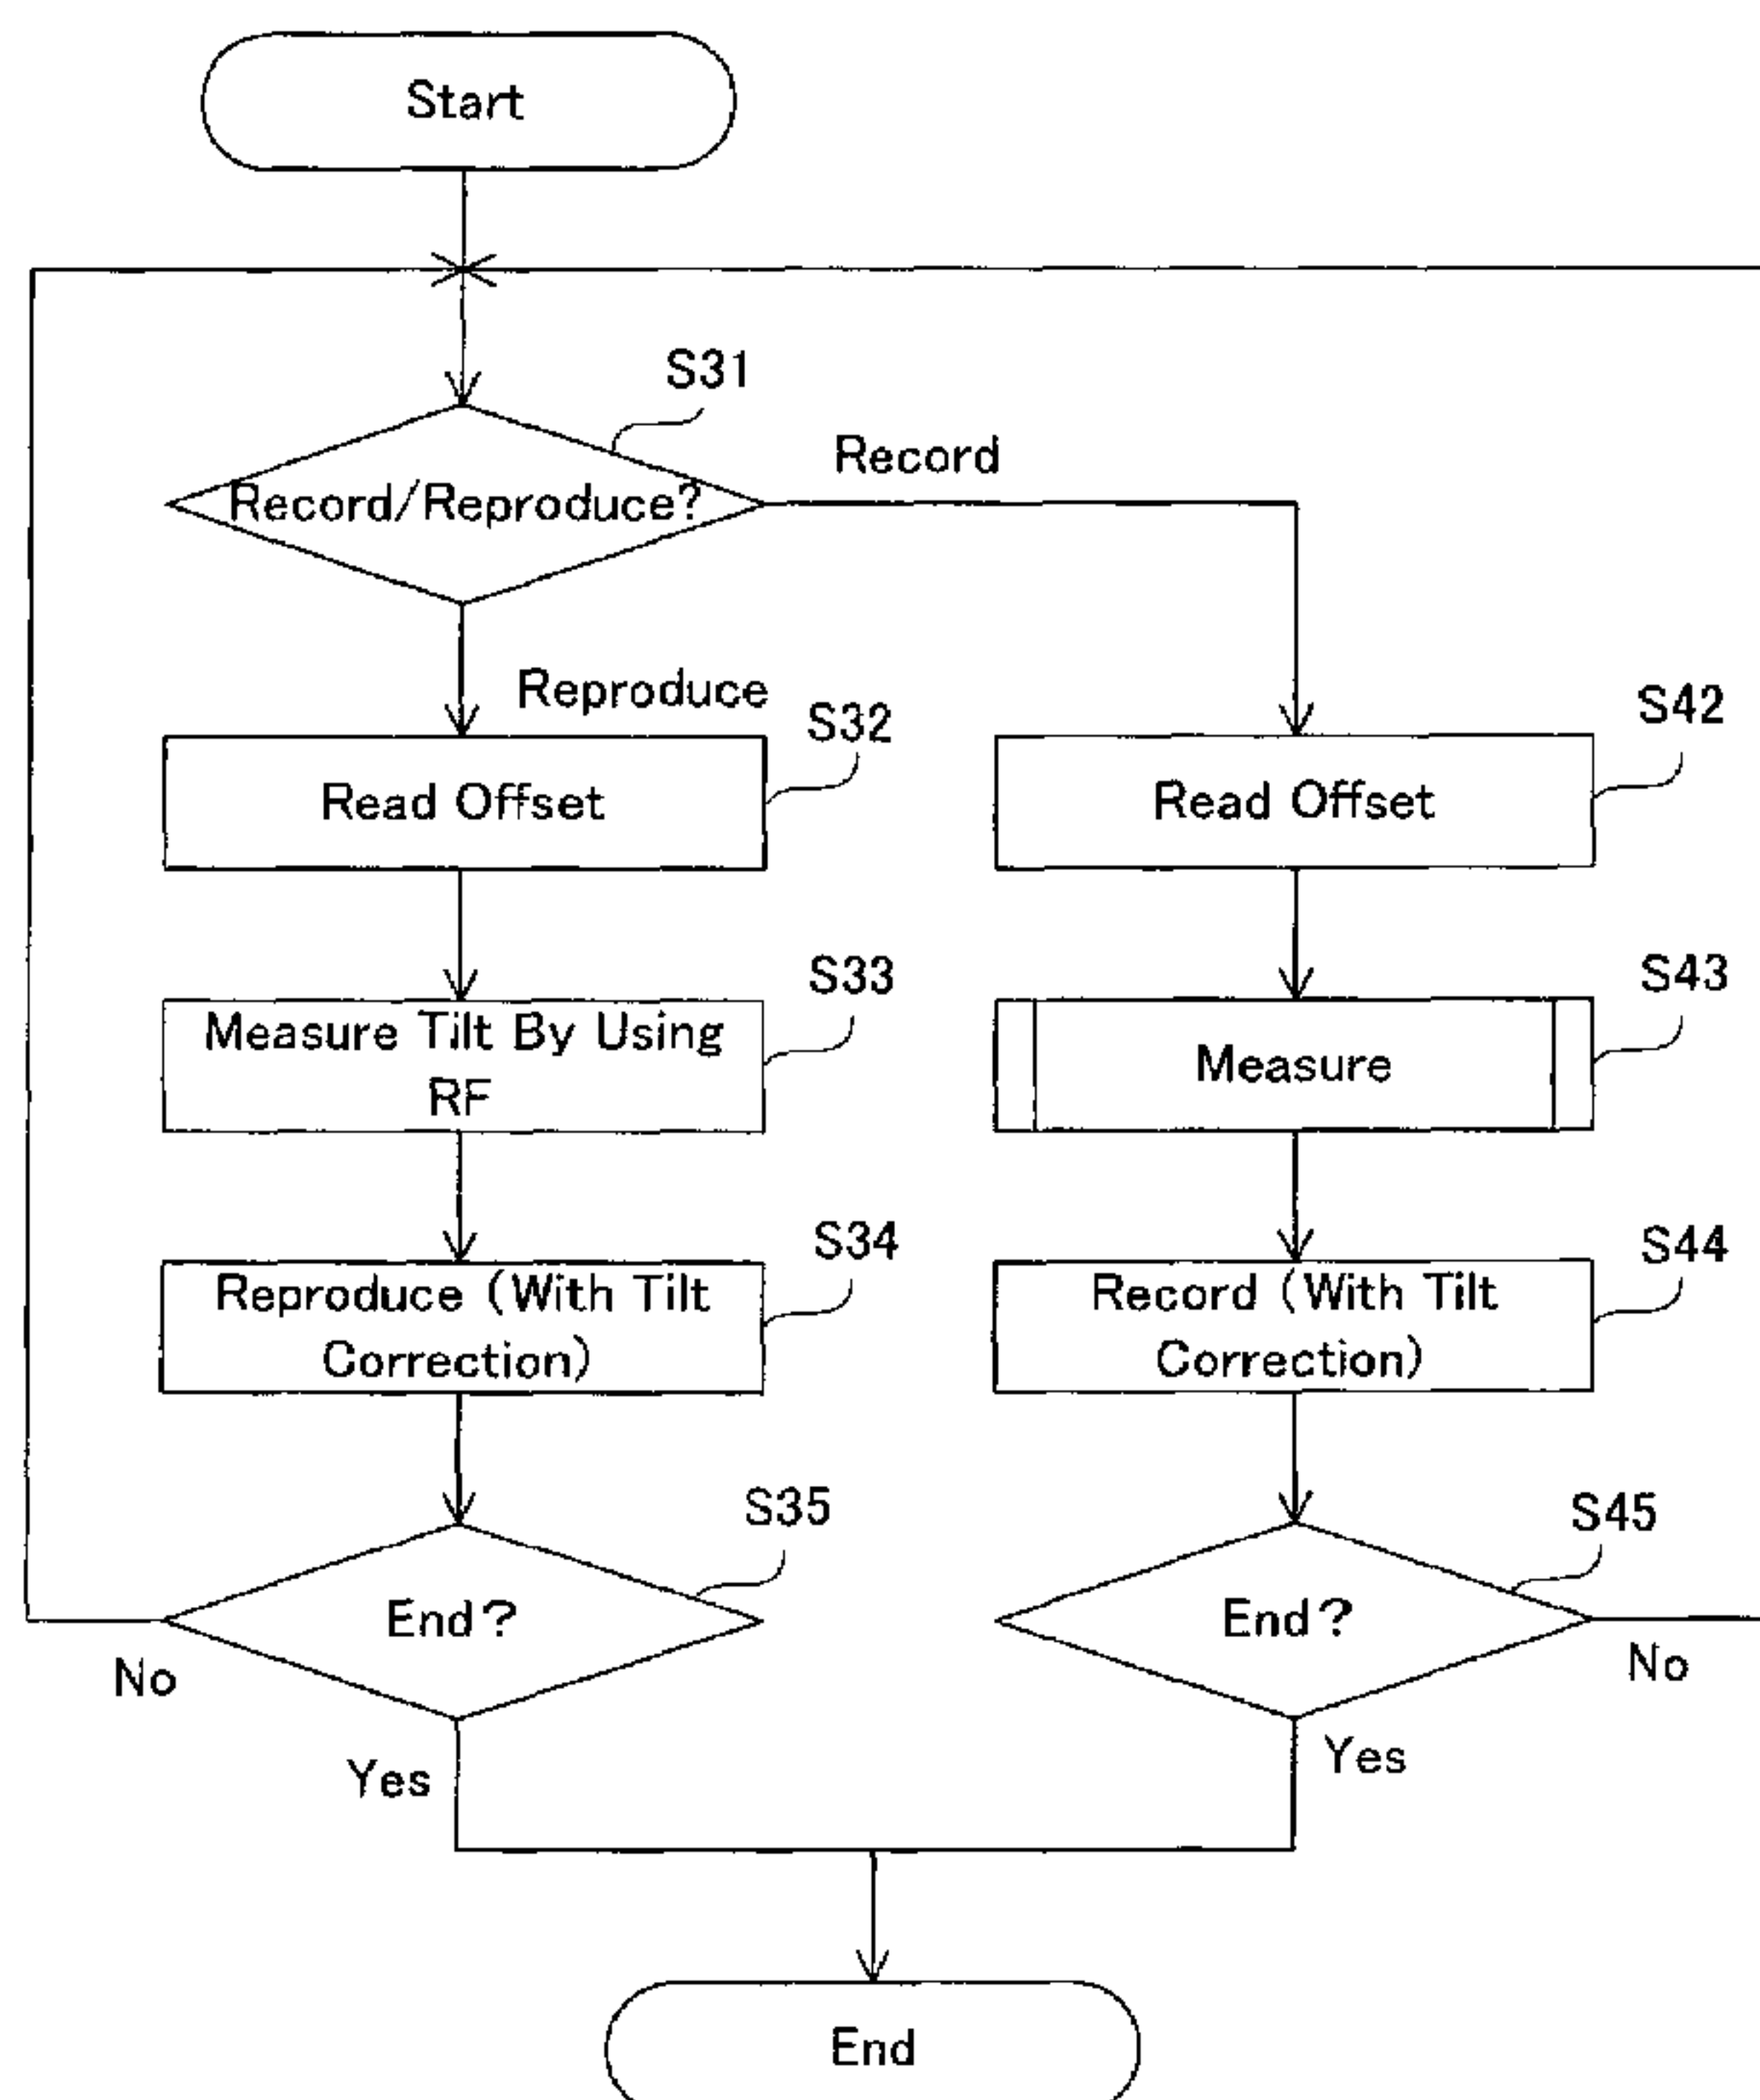 Start
S31
Record
Record/Reproduce?
Reproduce
S32
S42
Read Offset
Read Offset
S33
S43
Measure Tilt By Using
RF
Measure
S34
S44
Reproduce (With Tilt
Correction)
Record (With Tilt
Correction)
S35
S45
End?
End?
No
No
Yes
Yes
End